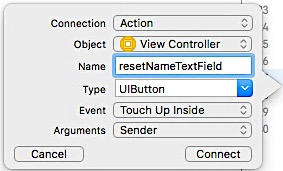 Connection Action
Object View Controller
Name resetNameTextField
Type UIButton
Event Touch Up Inside
Arguments Sender
Cancel Connect